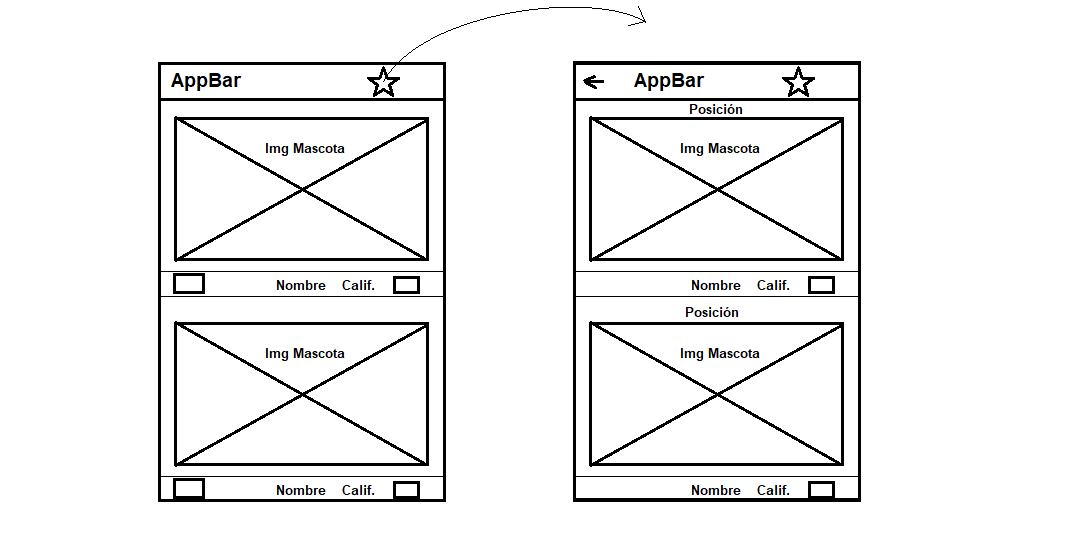 AppBar
Img Mascota
Nombre Calif.
Img Mascota
Nombre Calif.
AppBar
Posición
Img Mascota
Nombre Calif.
Posición
Img Mascota
Nombre Calif.